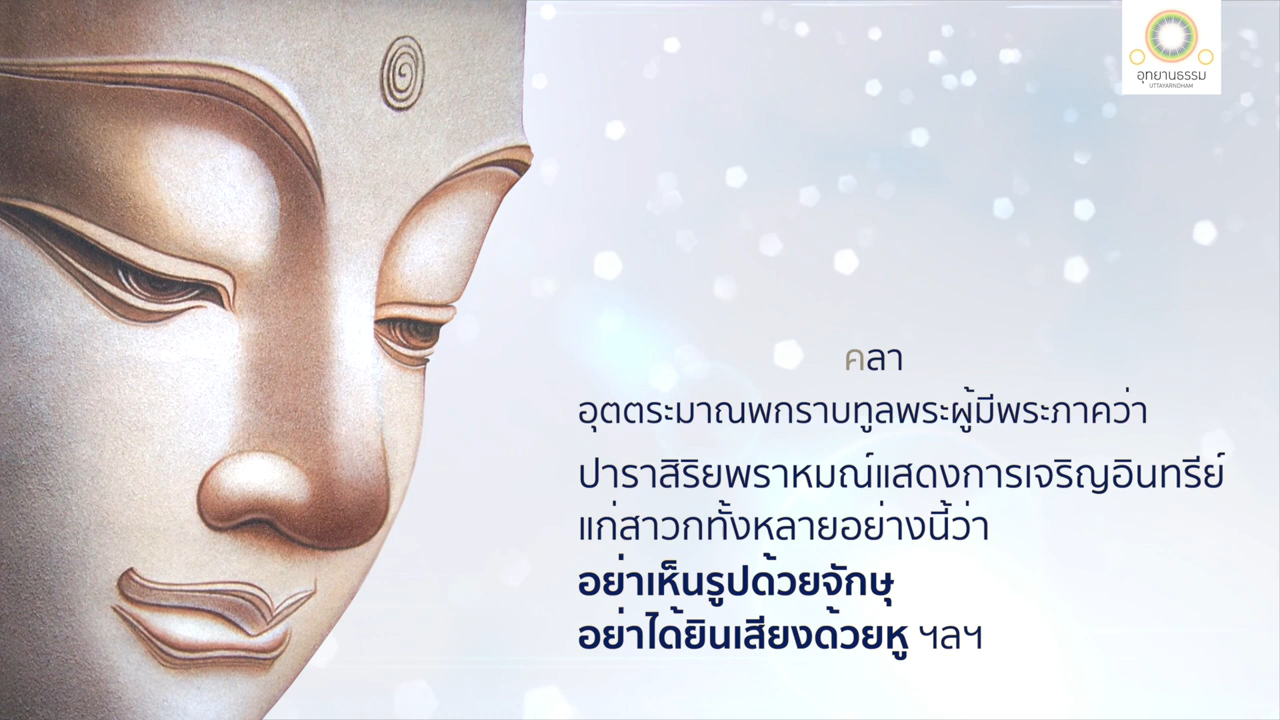 อุทยานธรรม
UTTAYARNDHAM
คลา
อุตตระมาณพกราบทูลพระผู้มีพระภาคว่า
ปาราสิริยพราหมณ์แสดงการเจริญอินทรีย์
แก่สาวกทั้งหลายอย่างนี้ว่า
อย่าเห็นรูปด้วยจักษุ
อย่าได้ยินเสียงด้วยหู ฯลฯ